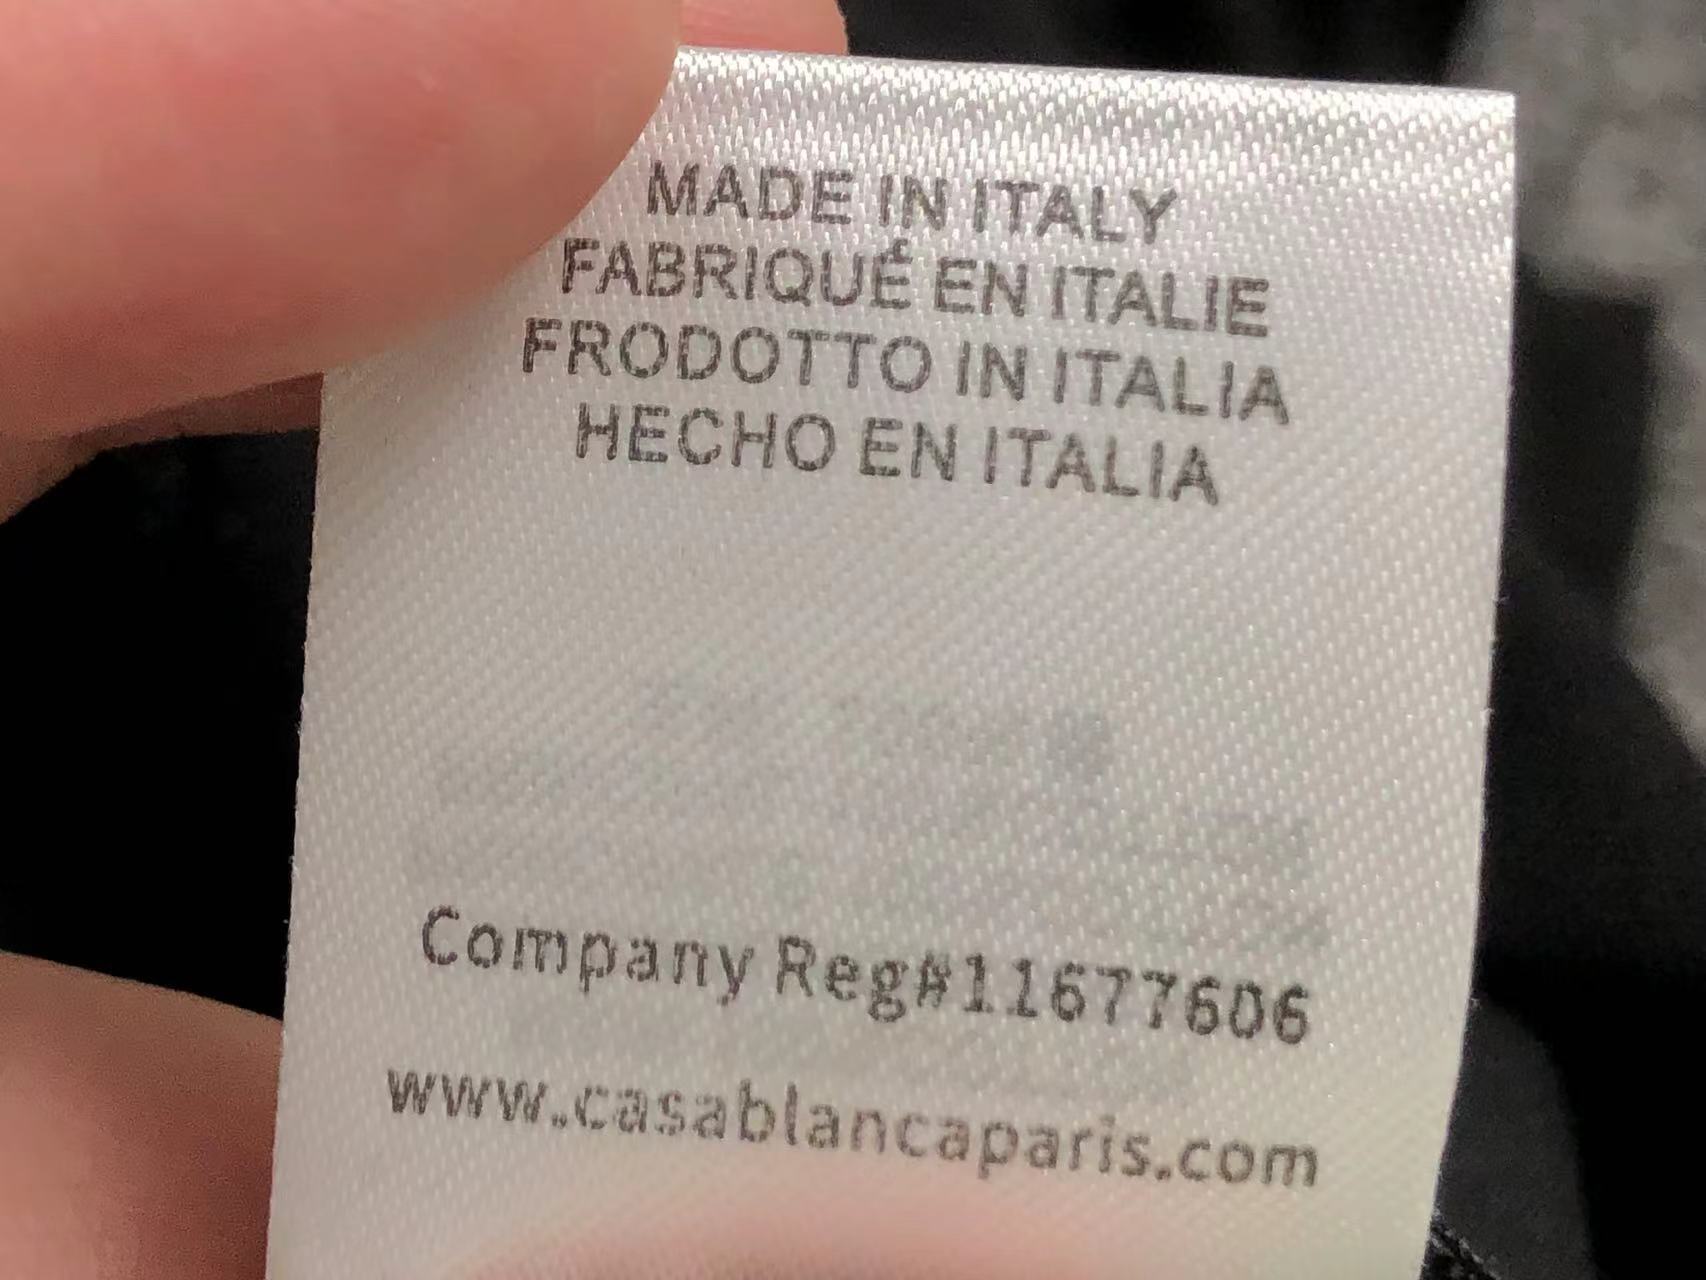 MADE IN ITALY
FABRIQUÉ EN ITALIE
FRODOTTO IN ITALIA
HECHO EN ITALIA
Company Reg#11677606
www.casablancaparis.com